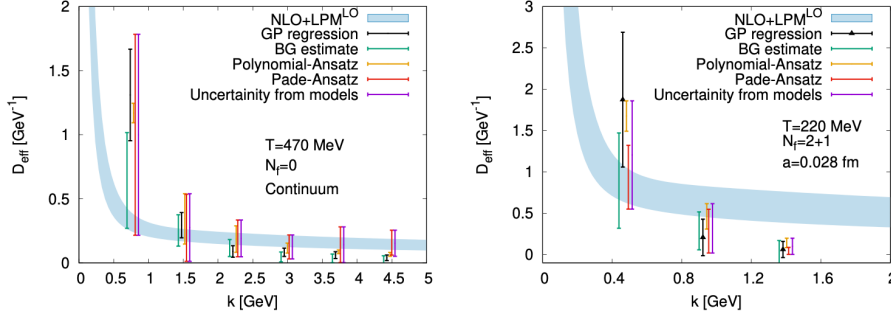 NLO+LPM^LO
GP regression
BG estimate
Polynomial-Ansatz
Pade-Ansatz
Uncertainity from models
T=470 MeV
N_f=0
Continuum
D_eff [GeV^-1]
2
1.5
1
0.5
0
0 0.5 1 1.5 2 2.5 3 3.5 4 4.5 5
k [GeV]
NLO+LPM^LO
GP regression
BG estimate
Polynomial-Ansatz
Pade-Ansatz
Uncertainity from models
T=220 MeV
N_f=2+1
a=0.028 fm
D_eff [GeV^-1]
3
2.5
2
1.5
1
0.5
0
0 0.4 0.8 1.2 1.6 2
k [GeV]